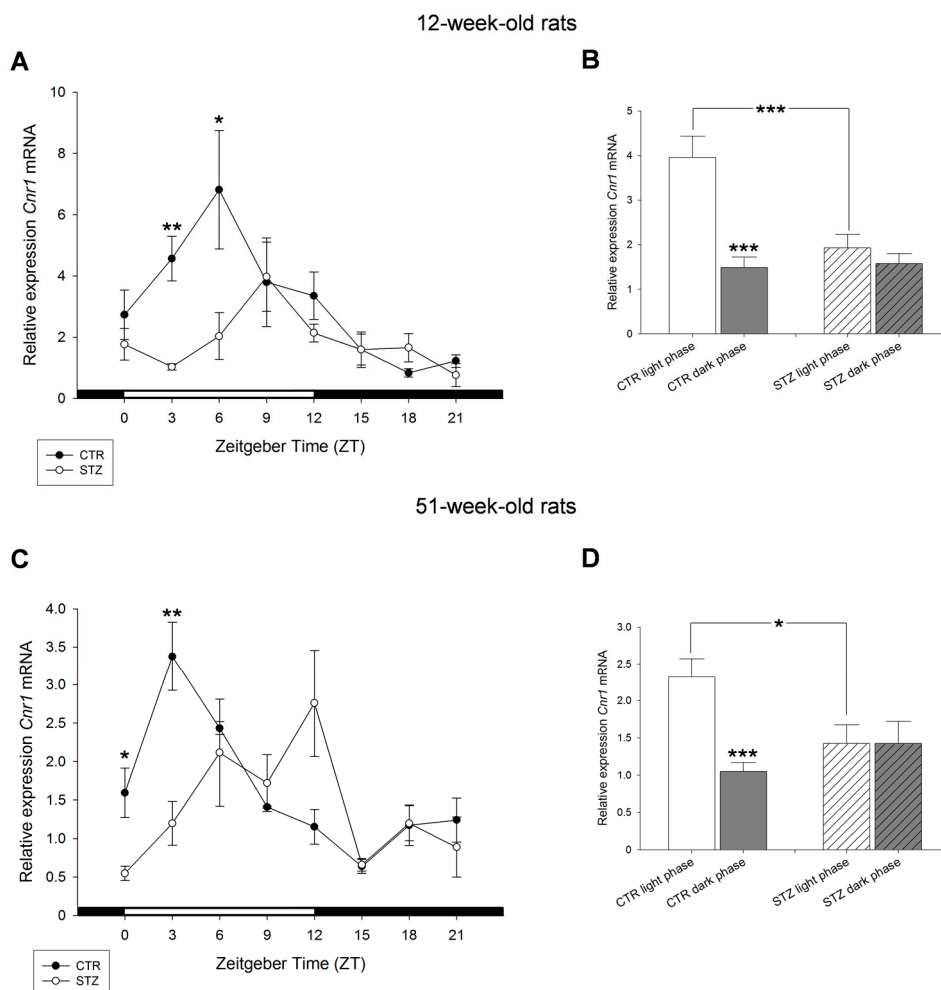 12-week-old rats
A
Relative expression Cnr1 mRNA
10
8
6
4
2
0
*
**
0 3 6 9 12 15 18 21
Zeitgeber Time (ZT)
CTR
STZ
B
Relative expression Cnr1 mRNA
5
4
3
2
1
0
***
***
CTR light phase
CTR dark phase
STZ light phase
STZ dark phase
51-week-old rats
C
Relative expression Cnr1 mRNA
4.0
3.5
3.0
2.5
2.0
1.5
1.0
0.5
0
**
*
0 3 6 9 12 15 18 21
Zeitgeber Time (ZT)
CTR
STZ
D
Relative expression Cnr1 mRNA
3.0
2.5
2.0
1.5
1.0
0.5
0
*
***
CTR light phase
CTR dark phase
STZ light phase
STZ dark phase